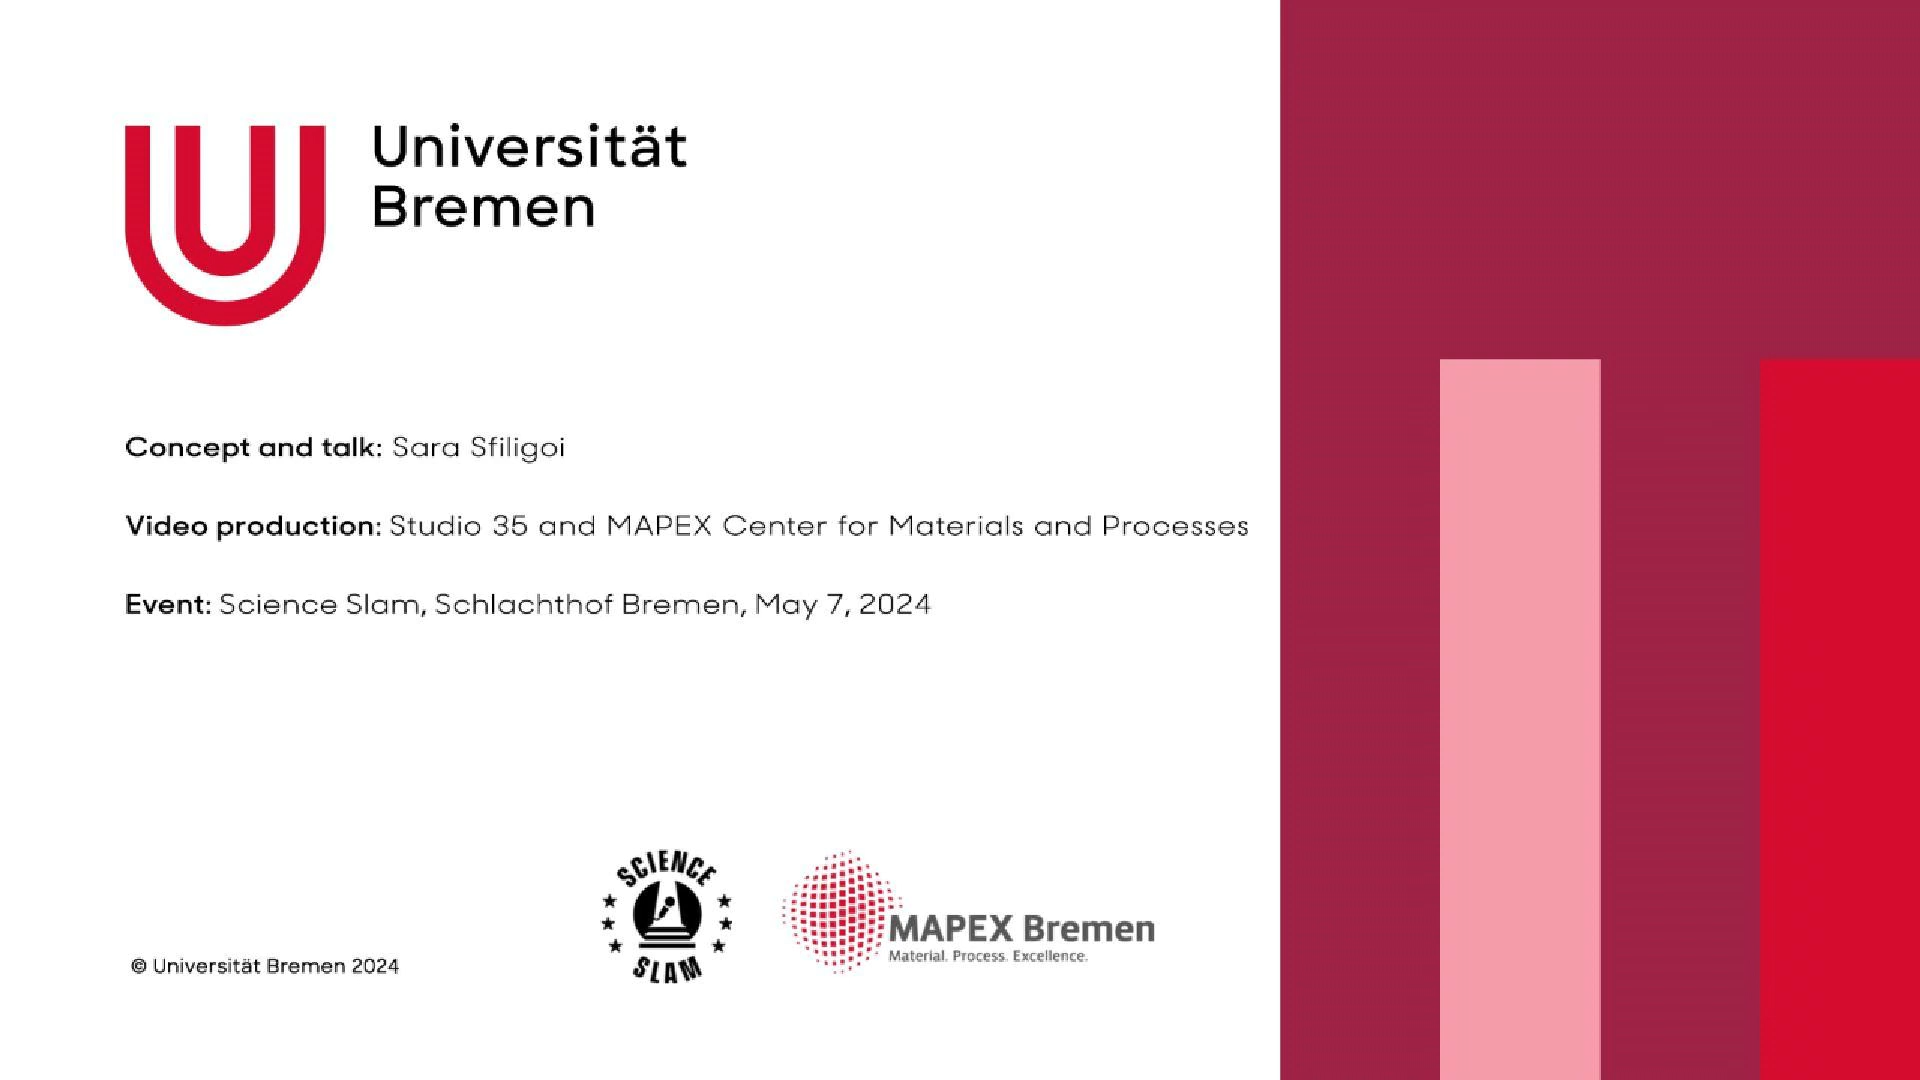 Universität
Bremen
Concept and talk: Sara Sfiligoi
Video production: Studio 35 and MAPEX Center for Materials and Processes
Event: Science Slam, Schlachthof Bremen, May 7, 2024
SCIENCE
SLAM
MAPEX Bremen
Material. Process. Excellence.
© Universität Bremen 2024